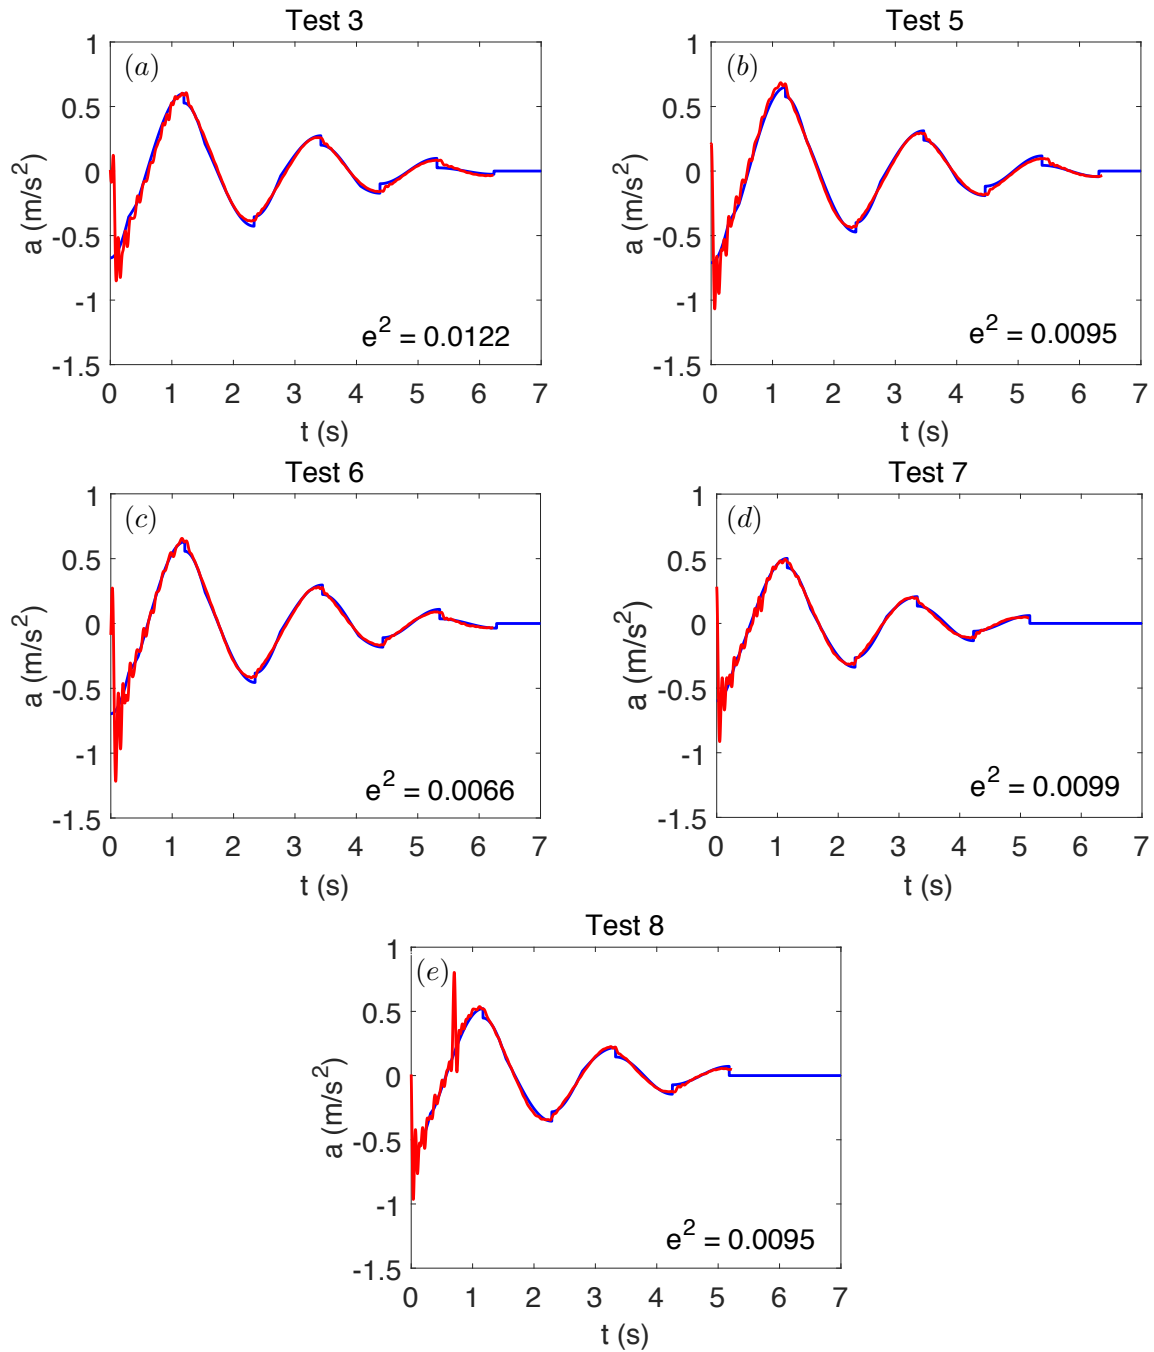 Test 3
(a)
1
0.5
0
-0.5
-1
-1.5
a (m/s²)
e² = 0.0122
0 1 2 3 4 5 6 7
t (s)
Test 5
(b)
1
0.5
0
-0.5
-1
-1.5
a (m/s²)
e² = 0.0095
0 1 2 3 4 5 6 7
t (s)
Test 6
(c)
1
0.5
0
-0.5
-1
-1.5
a (m/s²)
e² = 0.0066
0 1 2 3 4 5 6 7
t (s)
Test 7
(d)
1
0.5
0
-0.5
-1
-1.5
a (m/s²)
e² = 0.0099
0 1 2 3 4 5 6 7
t (s)
Test 8
(e)
1
0.5
0
-0.5
-1
-1.5
a (m/s²)
e² = 0.0095
0 1 2 3 4 5 6 7
t (s)